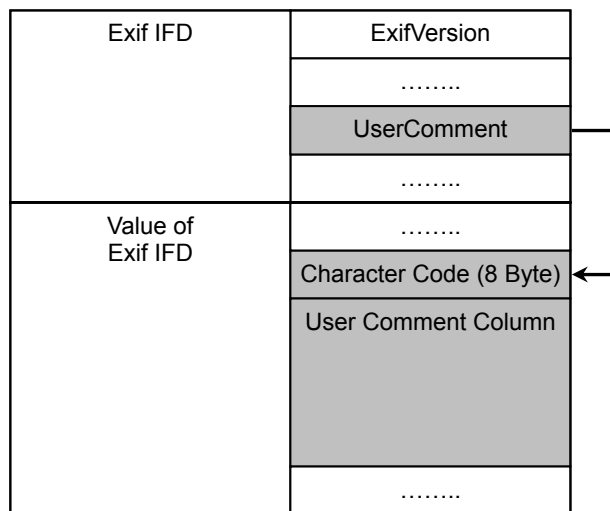 Exif IFD
ExifVersion
……..
UserComment
……..
Value of
Exif IFD
……..
Character Code (8 Byte)
User Comment Column
……..